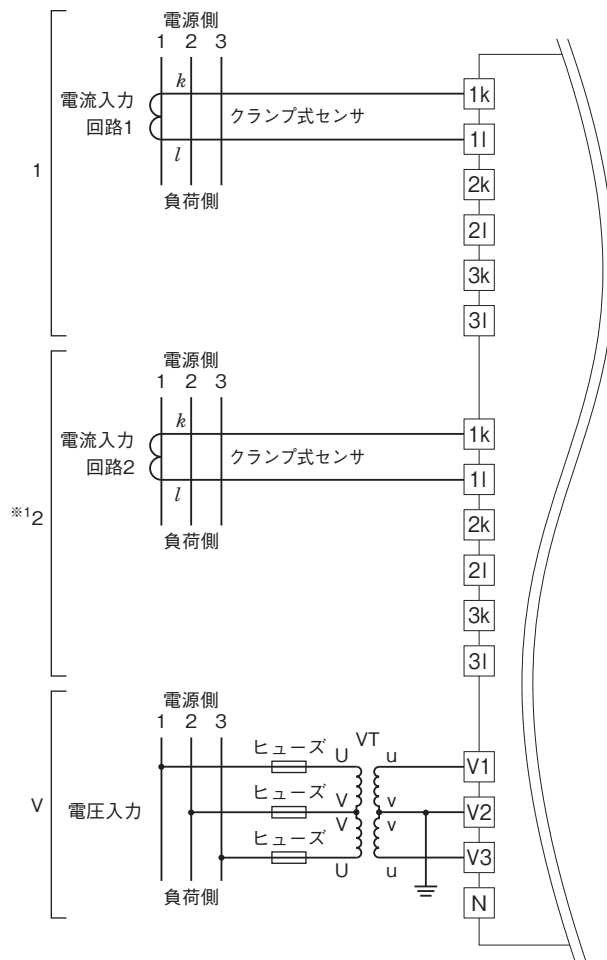 1
電源側
1 2 3
k
電流入力
回路1
クランプ式センサ
l
負荷側
1k
1l
2k
2l
3k
3l
※1 2
電源側
1 2 3
k
電流入力
回路2
クランプ式センサ
l
負荷側
1k
1l
2k
2l
3k
3l
V
電源側
1 2 3
電圧入力
ヒューズ
ヒューズ
ヒューズ
VT
U
u
V
v
V
v
U
u
負荷側
V1
V2
V3
N